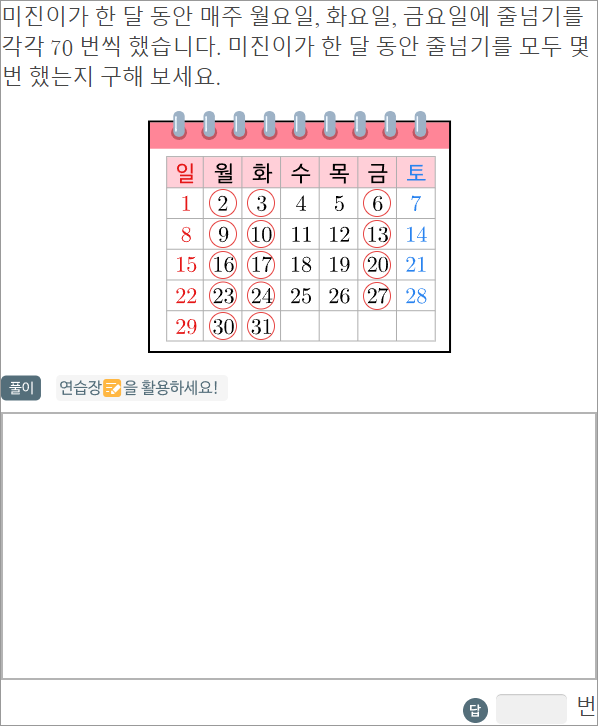 미진이가 한 달 동안 매주 월요일, 화요일, 금요일에 줄넘기를
각각 70 번씩 했습니다. 미진이가 한 달 동안 줄넘기를 모두 몇
번 했는지 구해 보세요.
일 월 화 수 목 금 토
1 2 3 4 5 6 7
8 9 10 11 12 13 14
15 16 17 18 19 20 21
22 23 24 25 26 27 28
29 30 31
풀이 연습장을 활용하세요!
답 번